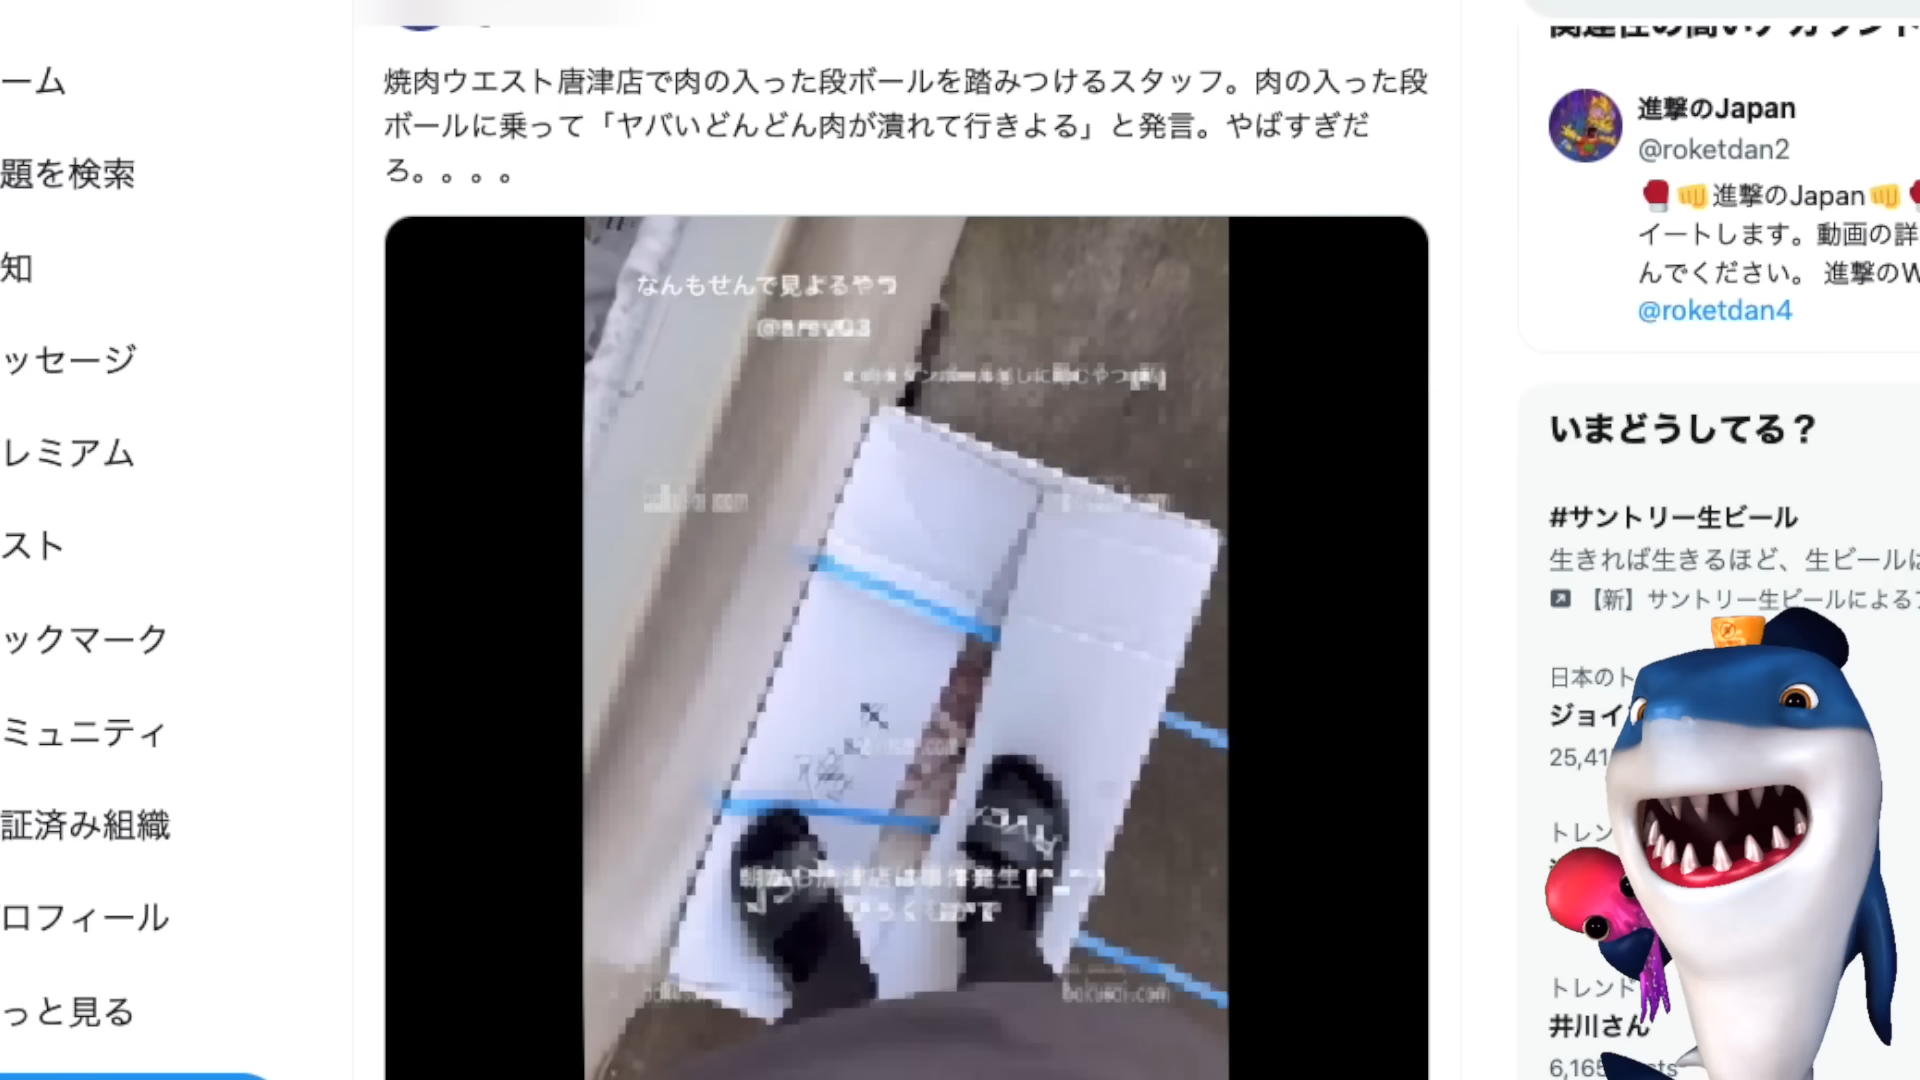 ーム
題を検索
知
ッセージ
レミアム
スト
ックマーク
ミュニティ
証済み組織
ロフィール
っと見る
焼肉ウエスト唐津店で肉の入った段ボールを踏みつけるスタッフ。肉の入った段
ボールに乗って「ヤバいどんどん肉が潰れて行きよる」と発言。やばすぎだ
ろ。。。。
なんもせんで見よるやつ
bakusai.com
bakusai.com
進撃のJapan
@roketdan2
進撃のJapan
イートします。動画の詳
んでください。 進撃のW
@roketdan4
いまどうしてる？
#サントリー生ビール
生きれば生きるほど、生ビールは
【新】サントリー生ビールによる
日本のト
ジョイ
25,41
トレン
トレンド
井川さん
6,165